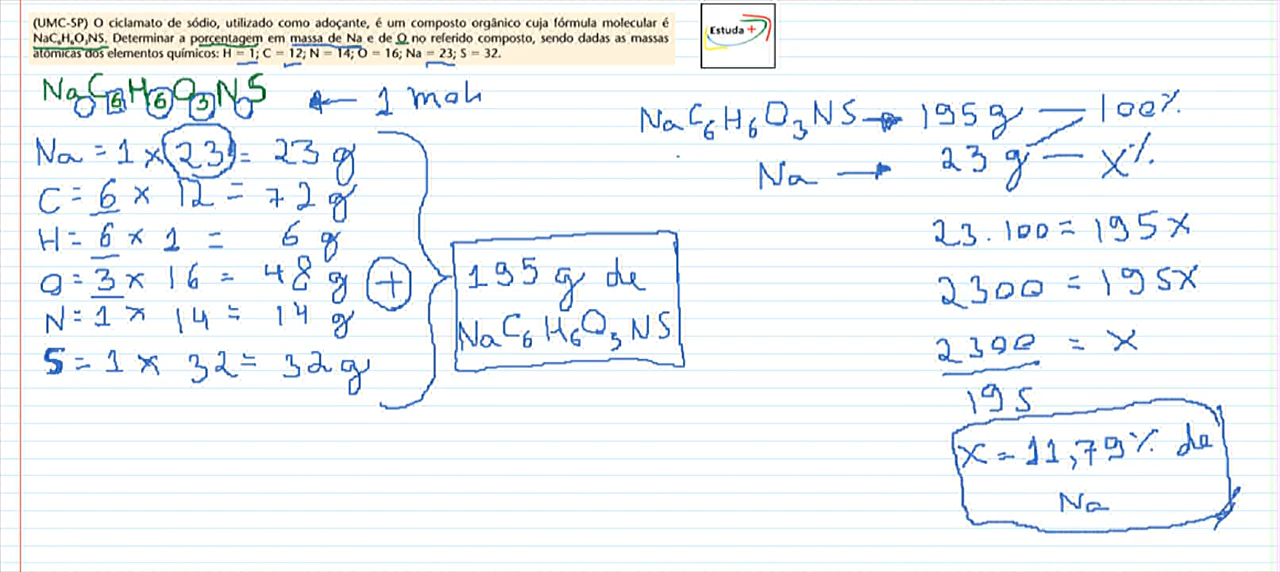 (UMC-SP) O ciclamato de sódio, utilizado como adoçante, é um composto orgânico cuja fórmula molecular é
NaC₆H₆O₃NS. Determinar a porcentagem em massa de Na e de O no referido composto, sendo dadas as massas
atômicas dos elementos químicos: H = 1; C = 12; N = 14; O = 16; Na = 23; S = 32.
Estuda +
NaC₆H₆O₃NS ← 1 mol
Na = 1 x 23 = 23 g
C = 6 x 12 = 72 g
H = 6 x 1 = 6 g
O = 3 x 16 = 48 g +
N = 1 x 14 = 14 g
S = 1 x 32 = 32 g
195 g de
NaC₆H₆O₃NS
NaC₆H₆O₃NS → 195 g — 100%
Na → 23 g — x%
23.100 = 195x
2300 = 195x
2300 = x
195
x = 11,79% de
Na